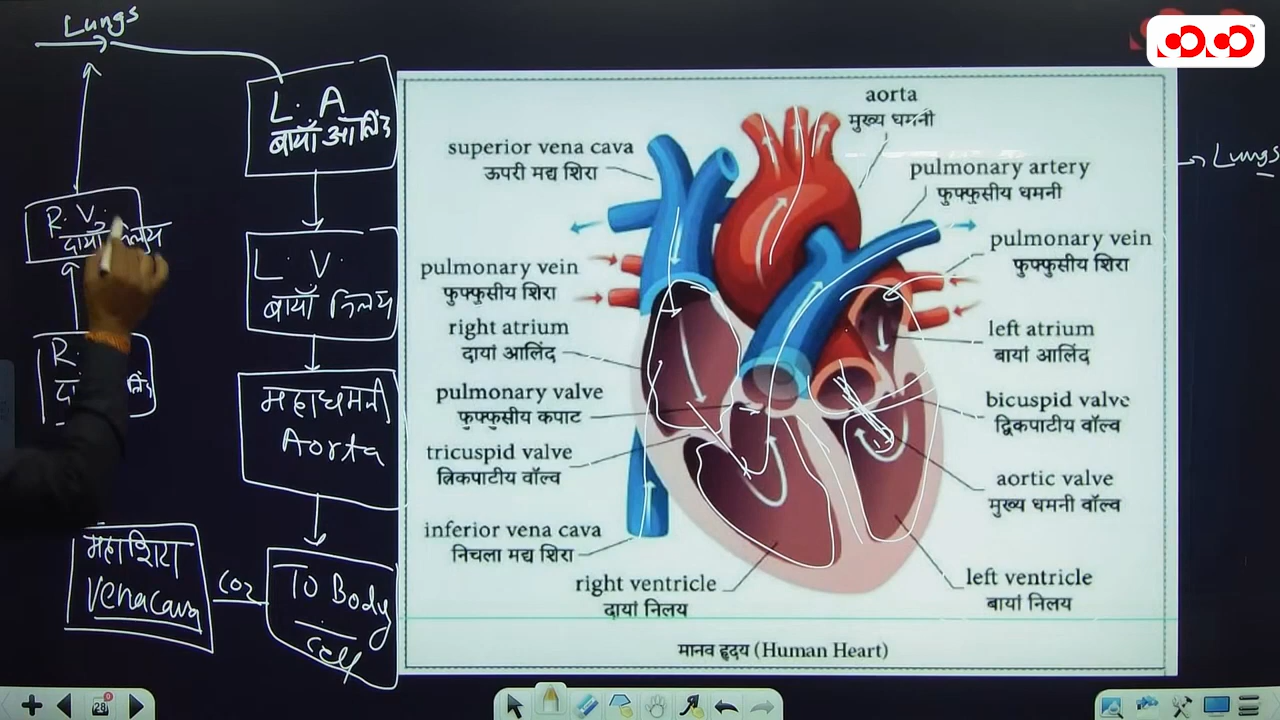 Lungs
L. A
बायाँ आलिंद
R. V.
L. V.
बायाँ निलय
R.
महाधमनी
Aorta
महाशिरा
Venacava
CO2
To Body
Cell
Lungs
aorta
मुख्य धमनी
superior vena cava
ऊपरी मद्य शिरा
pulmonary artery
फुफ्फुसीय धमनी
pulmonary vein
फुफ्फुसीय शिरा
pulmonary vein
फुफ्फुसीय शिरा
right atrium
दायां आलिंद
left atrium
बायां आलिंद
pulmonary valve
फुफ्फुसीय कपाट
bicuspid valve
द्विकपाटीय वॉल्व
tricuspid valve
त्रिकपाटीय वॉल्व
aortic valve
मुख्य धमनी वॉल्व
inferior vena cava
निचला मद्य शिरा
right ventricle
दायां निलय
left ventricle
बायां निलय
मानव हृदय (Human Heart)
28